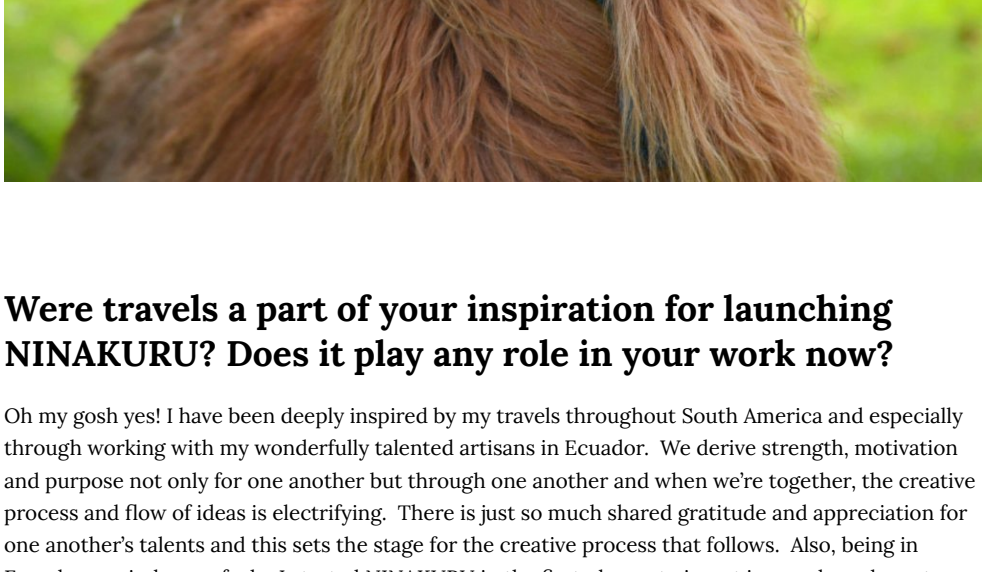 Were travels a part of your inspiration for launching
NINAKURU? Does it play any role in your work now?
Oh my gosh yes! I have been deeply inspired by my travels throughout South America and especially
through working with my wonderfully talented artisans in Ecuador.  We derive strength, motivation
and purpose not only for one another but through one another and when we’re together, the creative
process and flow of ideas is electrifying.  There is just so much shared gratitude and appreciation for
one another’s talents and this sets the stage for the creative process that follows.  Also, being in